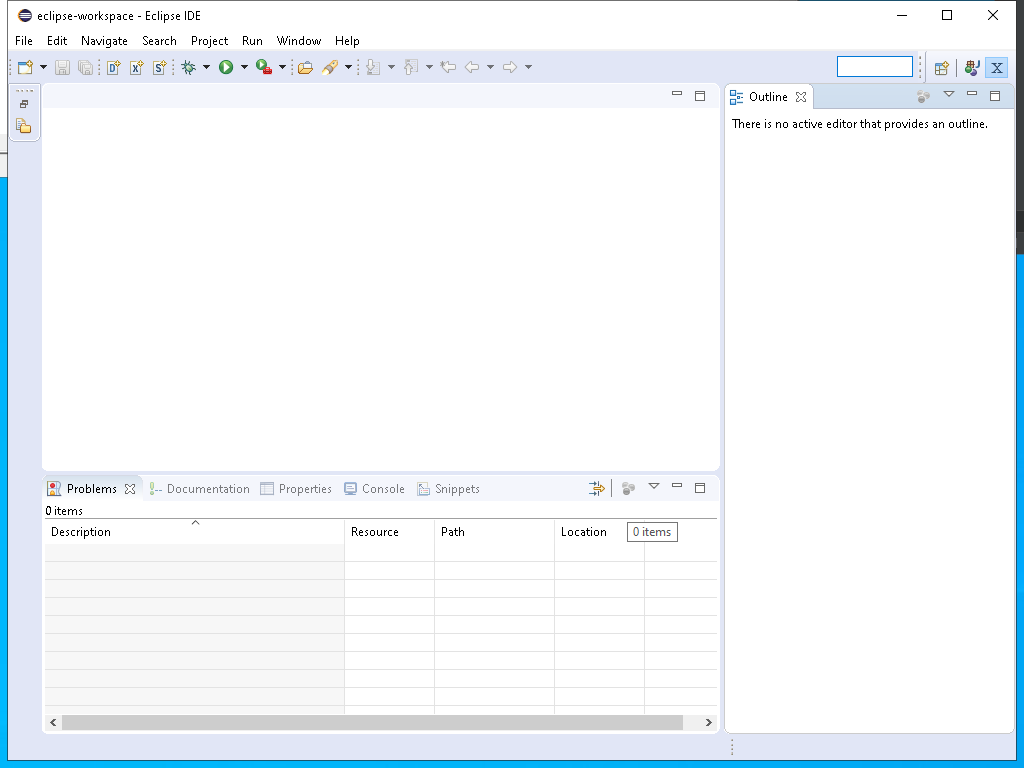 eclipse-workspace - Eclipse IDE
File Edit Navigate Search Project Run Window Help
Outline
There is no active editor that provides an outline.
Problems Documentation Properties Console Snippets
0 items
Description Resource Path Location 0 items